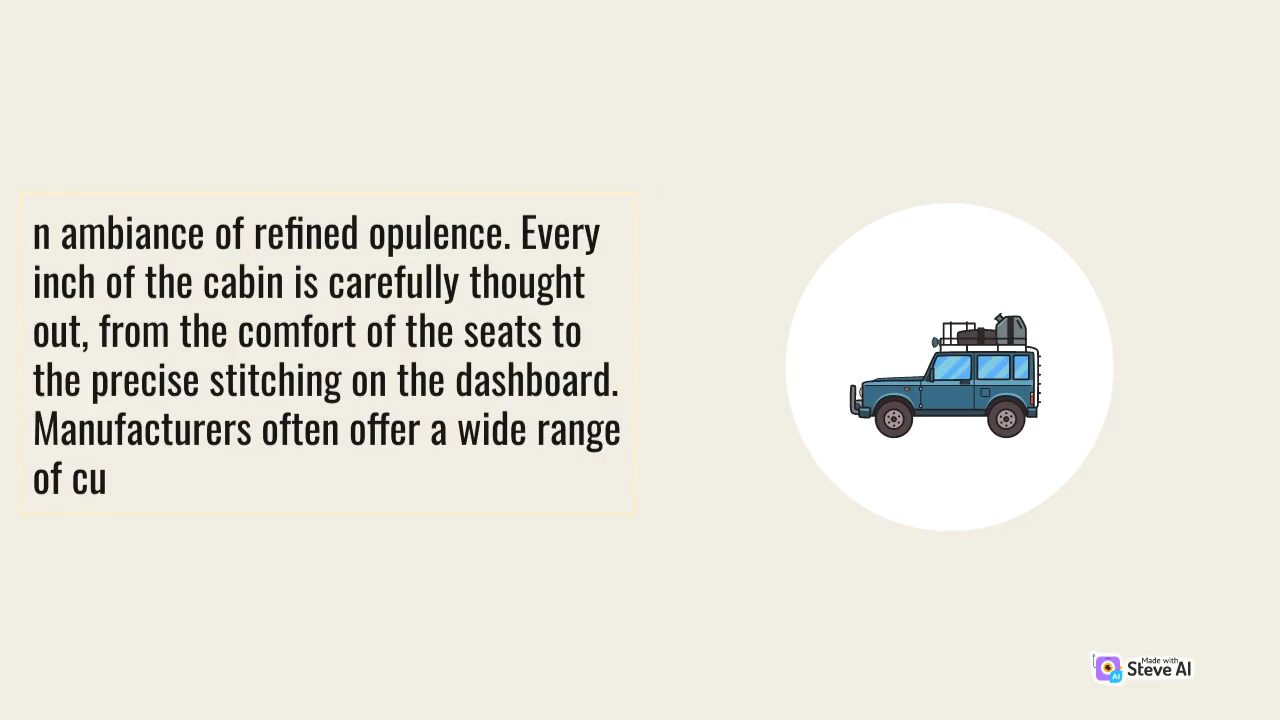 n ambiance of refined opulence. Every
inch of the cabin is carefully thought
out, from the comfort of the seats to
the precise stitching on the dashboard.
Manufacturers often offer a wide range
of cu
Made with
Steve AI
AI